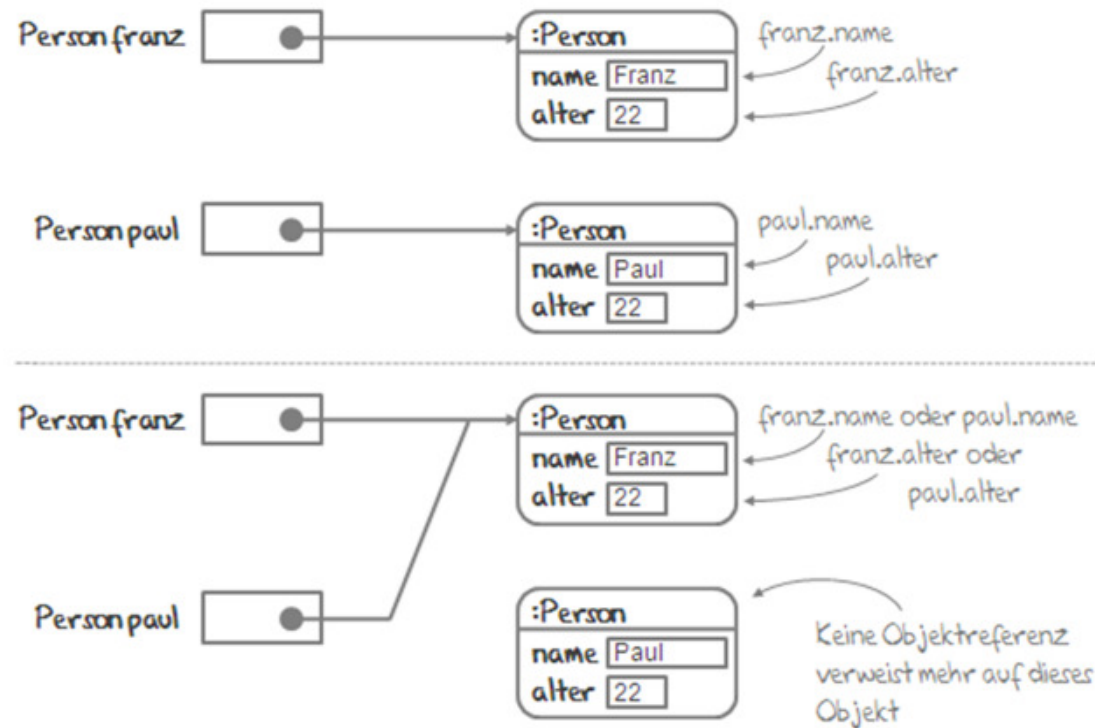 Person franz
:Person
name Franz
alter 22
franz.name
franz.alter
Person paul
:Person
name Paul
alter 22
paul.name
paul.alter
Person franz
:Person
name Franz
alter 22
franz.name oder paul.name
franz.alter oder
paul.alter
Person paul
:Person
name Paul
alter 22
Keine Objektreferenz
verweist mehr auf dieses
Objekt